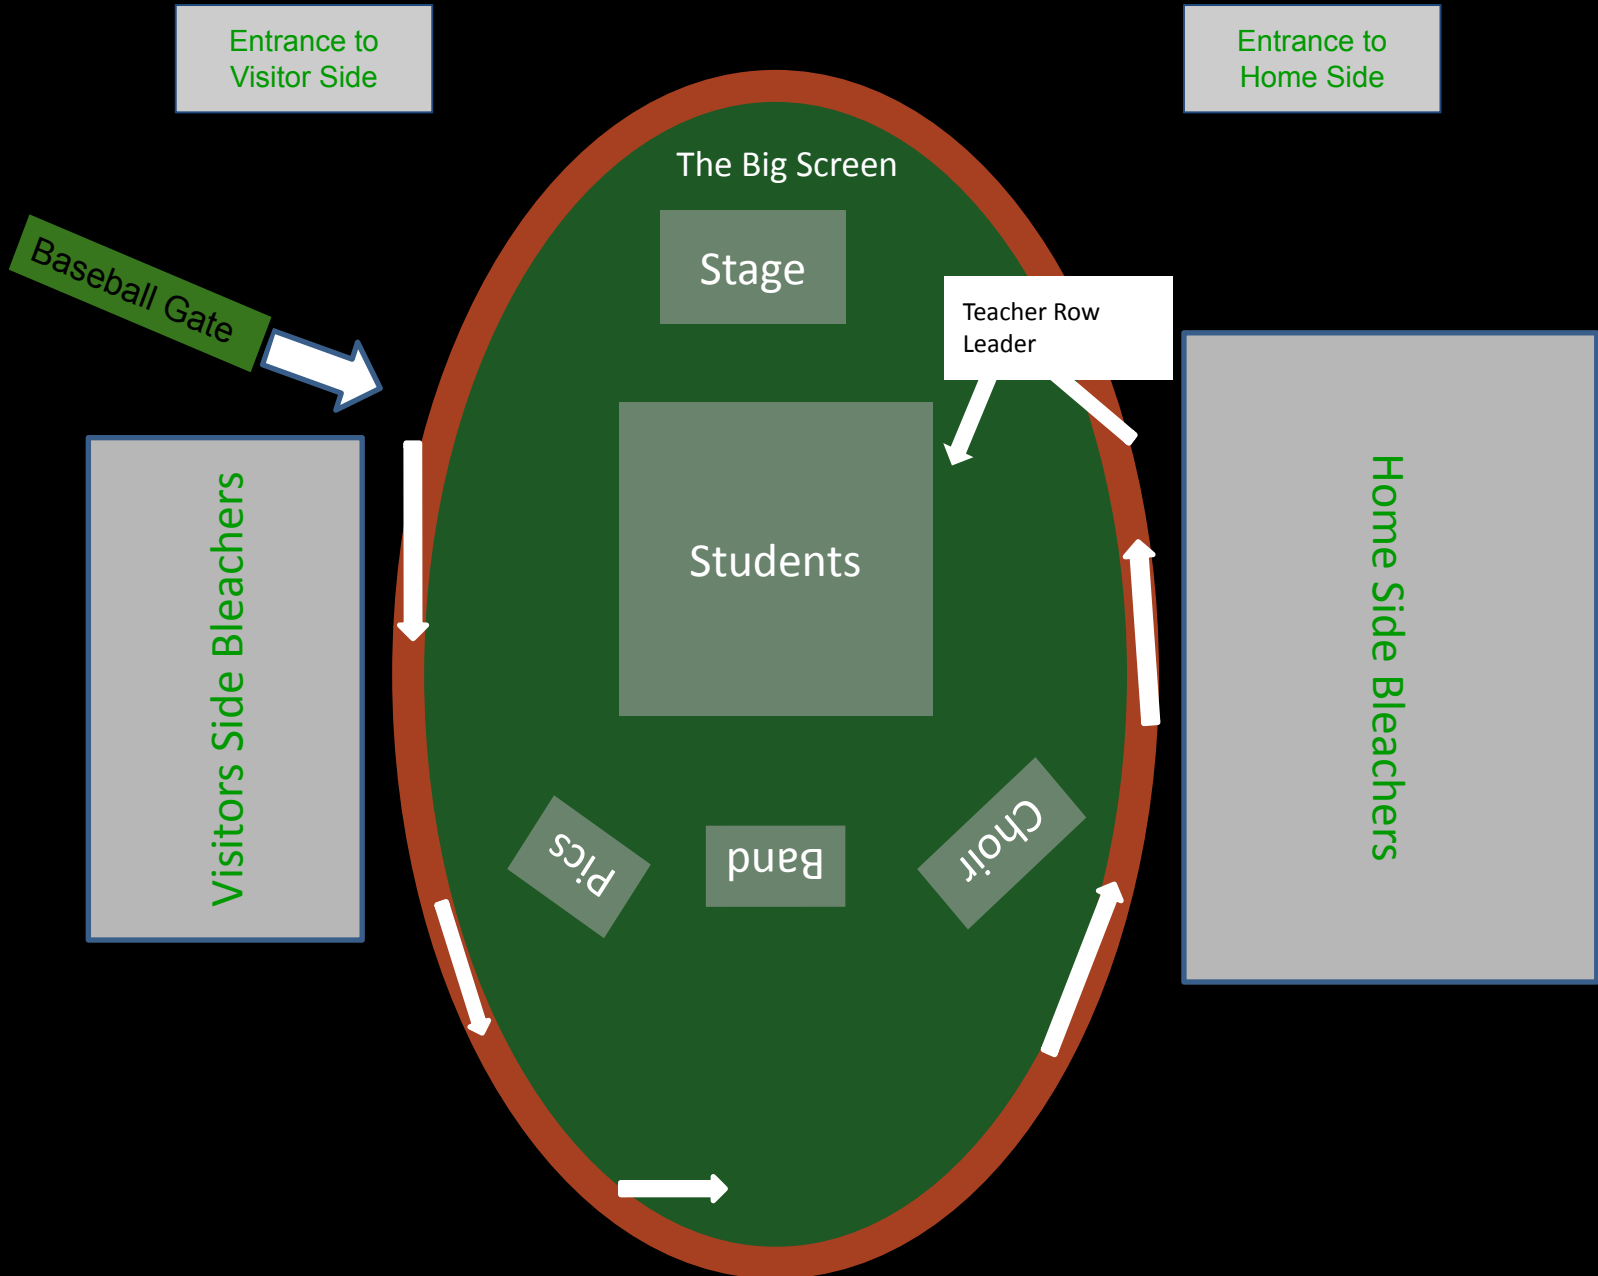 Entrance to
Visitor Side
Entrance to
Home Side
The Big Screen
Baseball Gate
Stage
Teacher Row
Leader
Visitors Side Bleachers
Students
Home Side Bleachers
Pics
Band
Choir